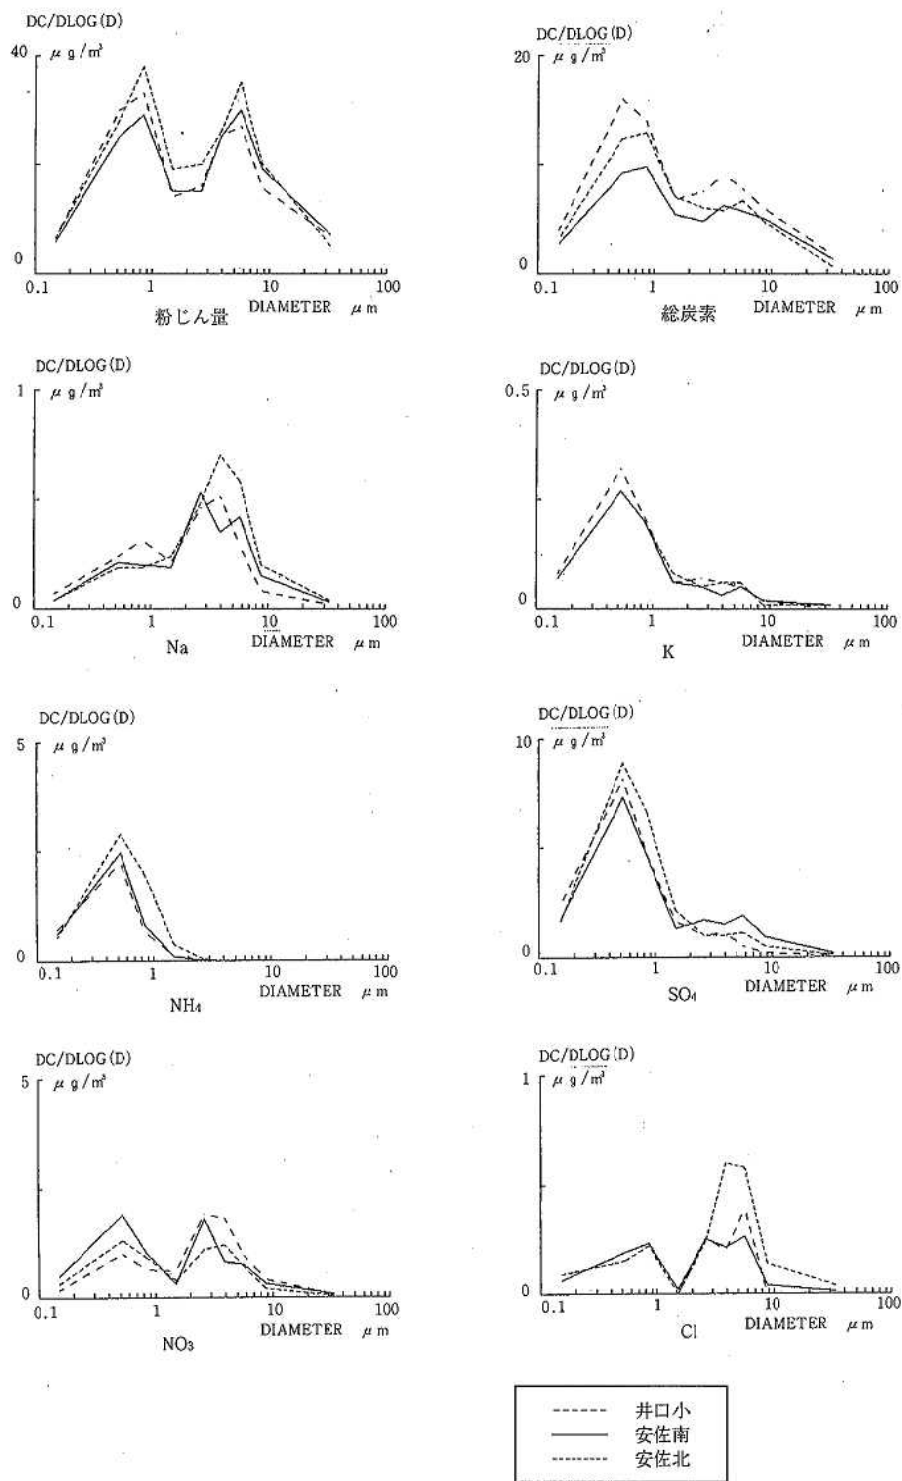 DC/DLOG(D)
μg/m³
40
0
0.1 1 10 100
DIAMETER μm
粉じん量
DC/DLOG(D)
μg/m³
20
0
0.1 1 10 100
DIAMETER μm
総炭素
DC/DLOG(D)
μg/m³
1
0
0.1 1 10 100
DIAMETER μm
Na
DC/DLOG(D)
μg/m³
0.5
0
0.1 1 10 100
DIAMETER μm
K
DC/DLOG(D)
μg/m³
5
0
0.1 1 10 100
DIAMETER μm
NH₄
DC/DLOG(D)
μg/m³
10
0
0.1 1 10 100
DIAMETER μm
SO₄
DC/DLOG(D)
μg/m³
5
0
0.1 1 10 100
DIAMETER μm
NO₃
DC/DLOG(D)
μg/m³
1
0
0.1 1 10 100
DIAMETER μm
Cl
井口小
安佐南
安佐北